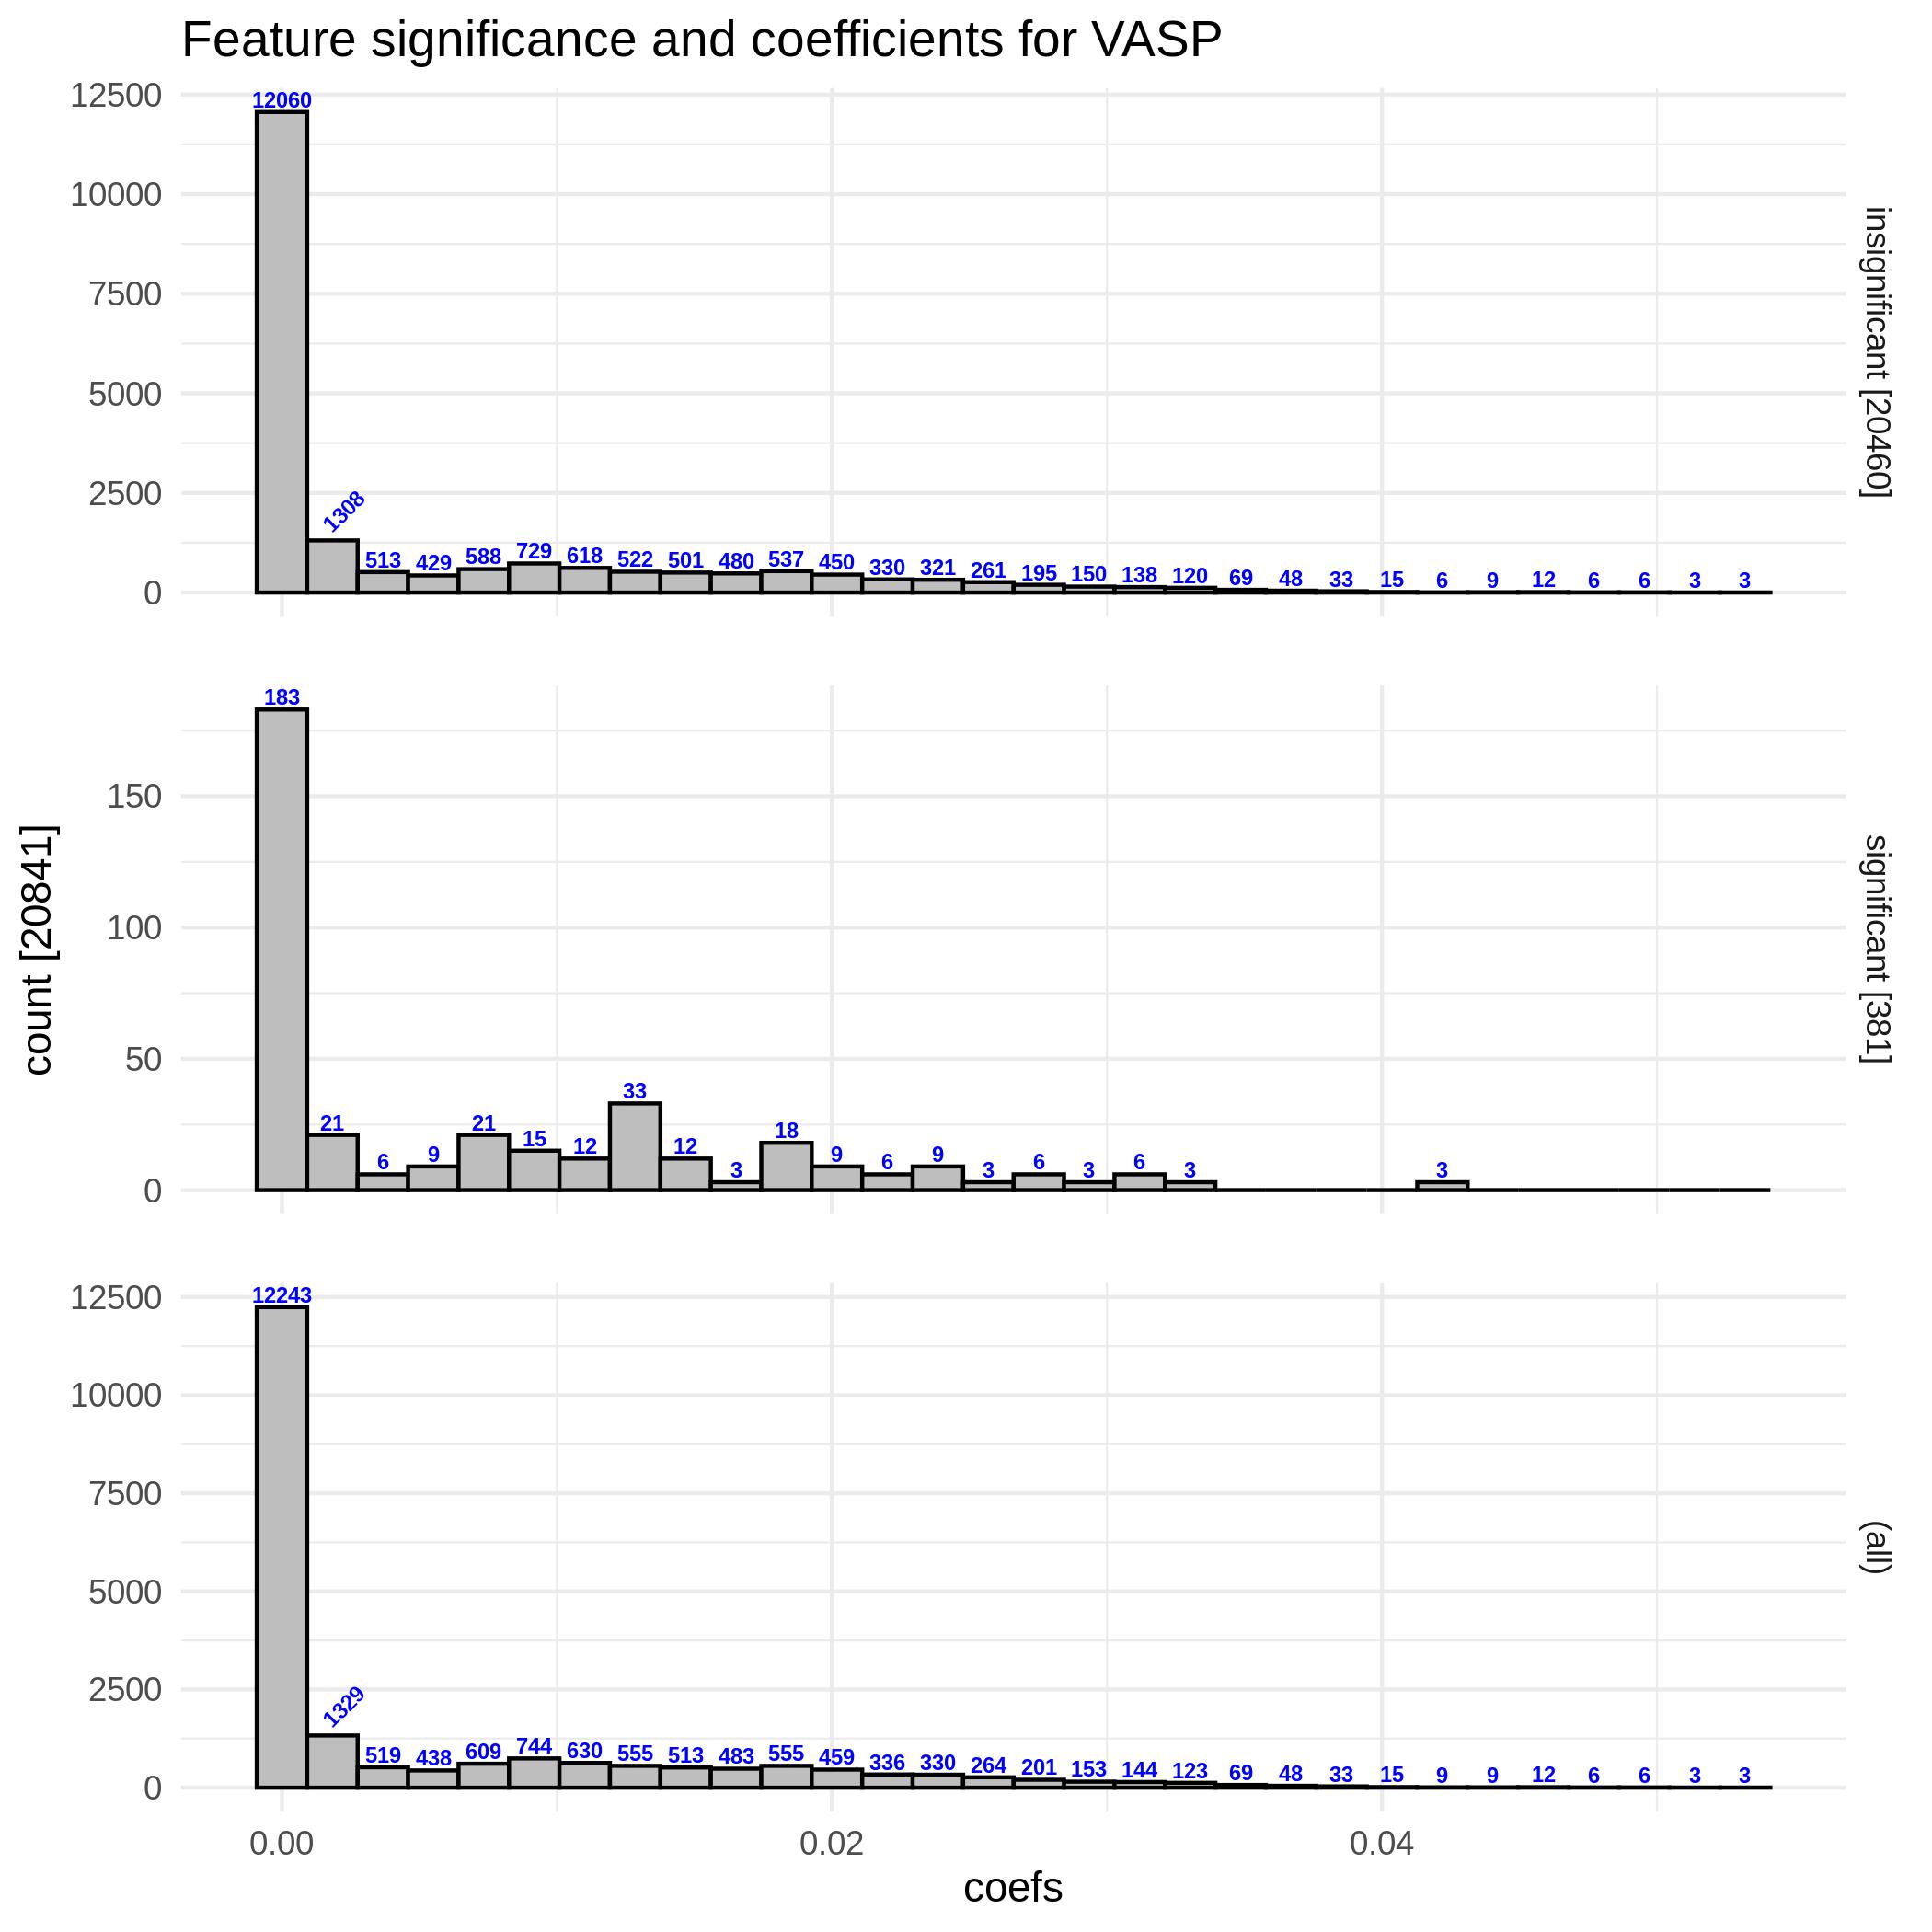 Feature significance and coefficients for VASP
12500
10000
7500
5000
2500
0
12060
1308
513 429 588 729 618 522 501 480 537 450 330 321 261 195 150 138 120 69 48 33 15 6 9 12 6 6 3 3
insignificant [20460]
count [20841]
150
100
50
0
183
21 6 9 21 15 12 33 12 3 18 9 6 9 3 6 3 6 3 3
significant [381]
12500
10000
7500
5000
2500
0
12243
1329
519 438 609 744 630 555 513 483 555 459 336 330 264 201 153 144 123 69 48 33 15 9 9 12 6 6 3 3
(all)
0.00 0.02 0.04
coefs